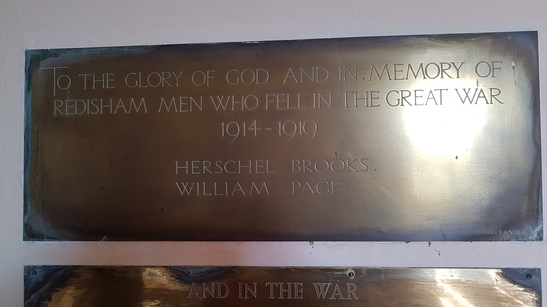 TO THE GLORY OF GOD AND IN MEMORY OF
REDISHAM MEN WHO FELL IN THE GREAT WAR
1914-1919
HERSCHEL BROOKS.
WILLIAM PAGE
AND IN THE WAR